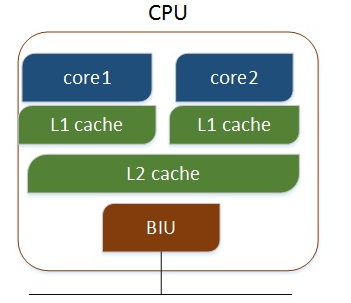 CPU
core1
core2
L1 cache
L1 cache
L2 cache
BIU